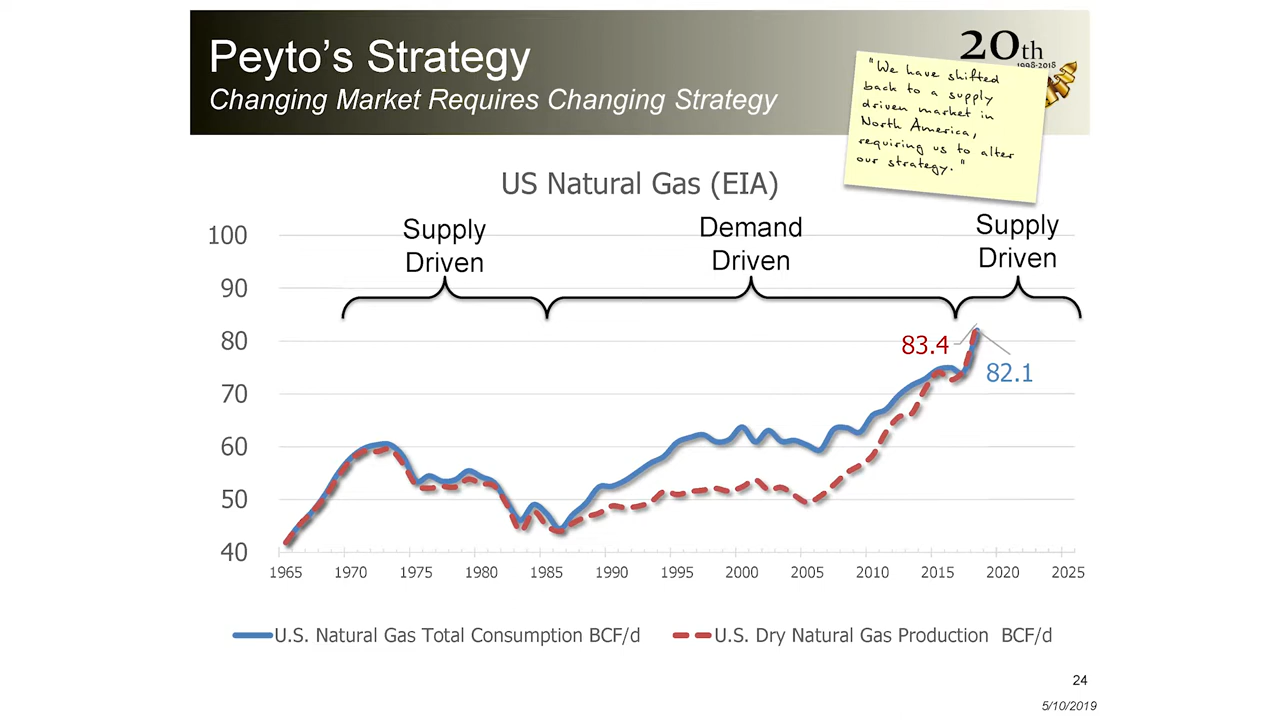 Peyto’s Strategy
Changing Market Requires Changing Strategy
20th
1998-2018
"We have shifted
back to a supply
driven market in
North America,
requiring us to alter
our strategy."
US Natural Gas (EIA)
Supply
Driven
Demand
Driven
Supply
Driven
100
90
80
70
60
50
40
83.4
82.1
1965 1970 1975 1980 1985 1990 1995 2000 2005 2010 2015 2020 2025
U.S. Natural Gas Total Consumption BCF/d
U.S. Dry Natural Gas Production BCF/d
24
5/10/2019